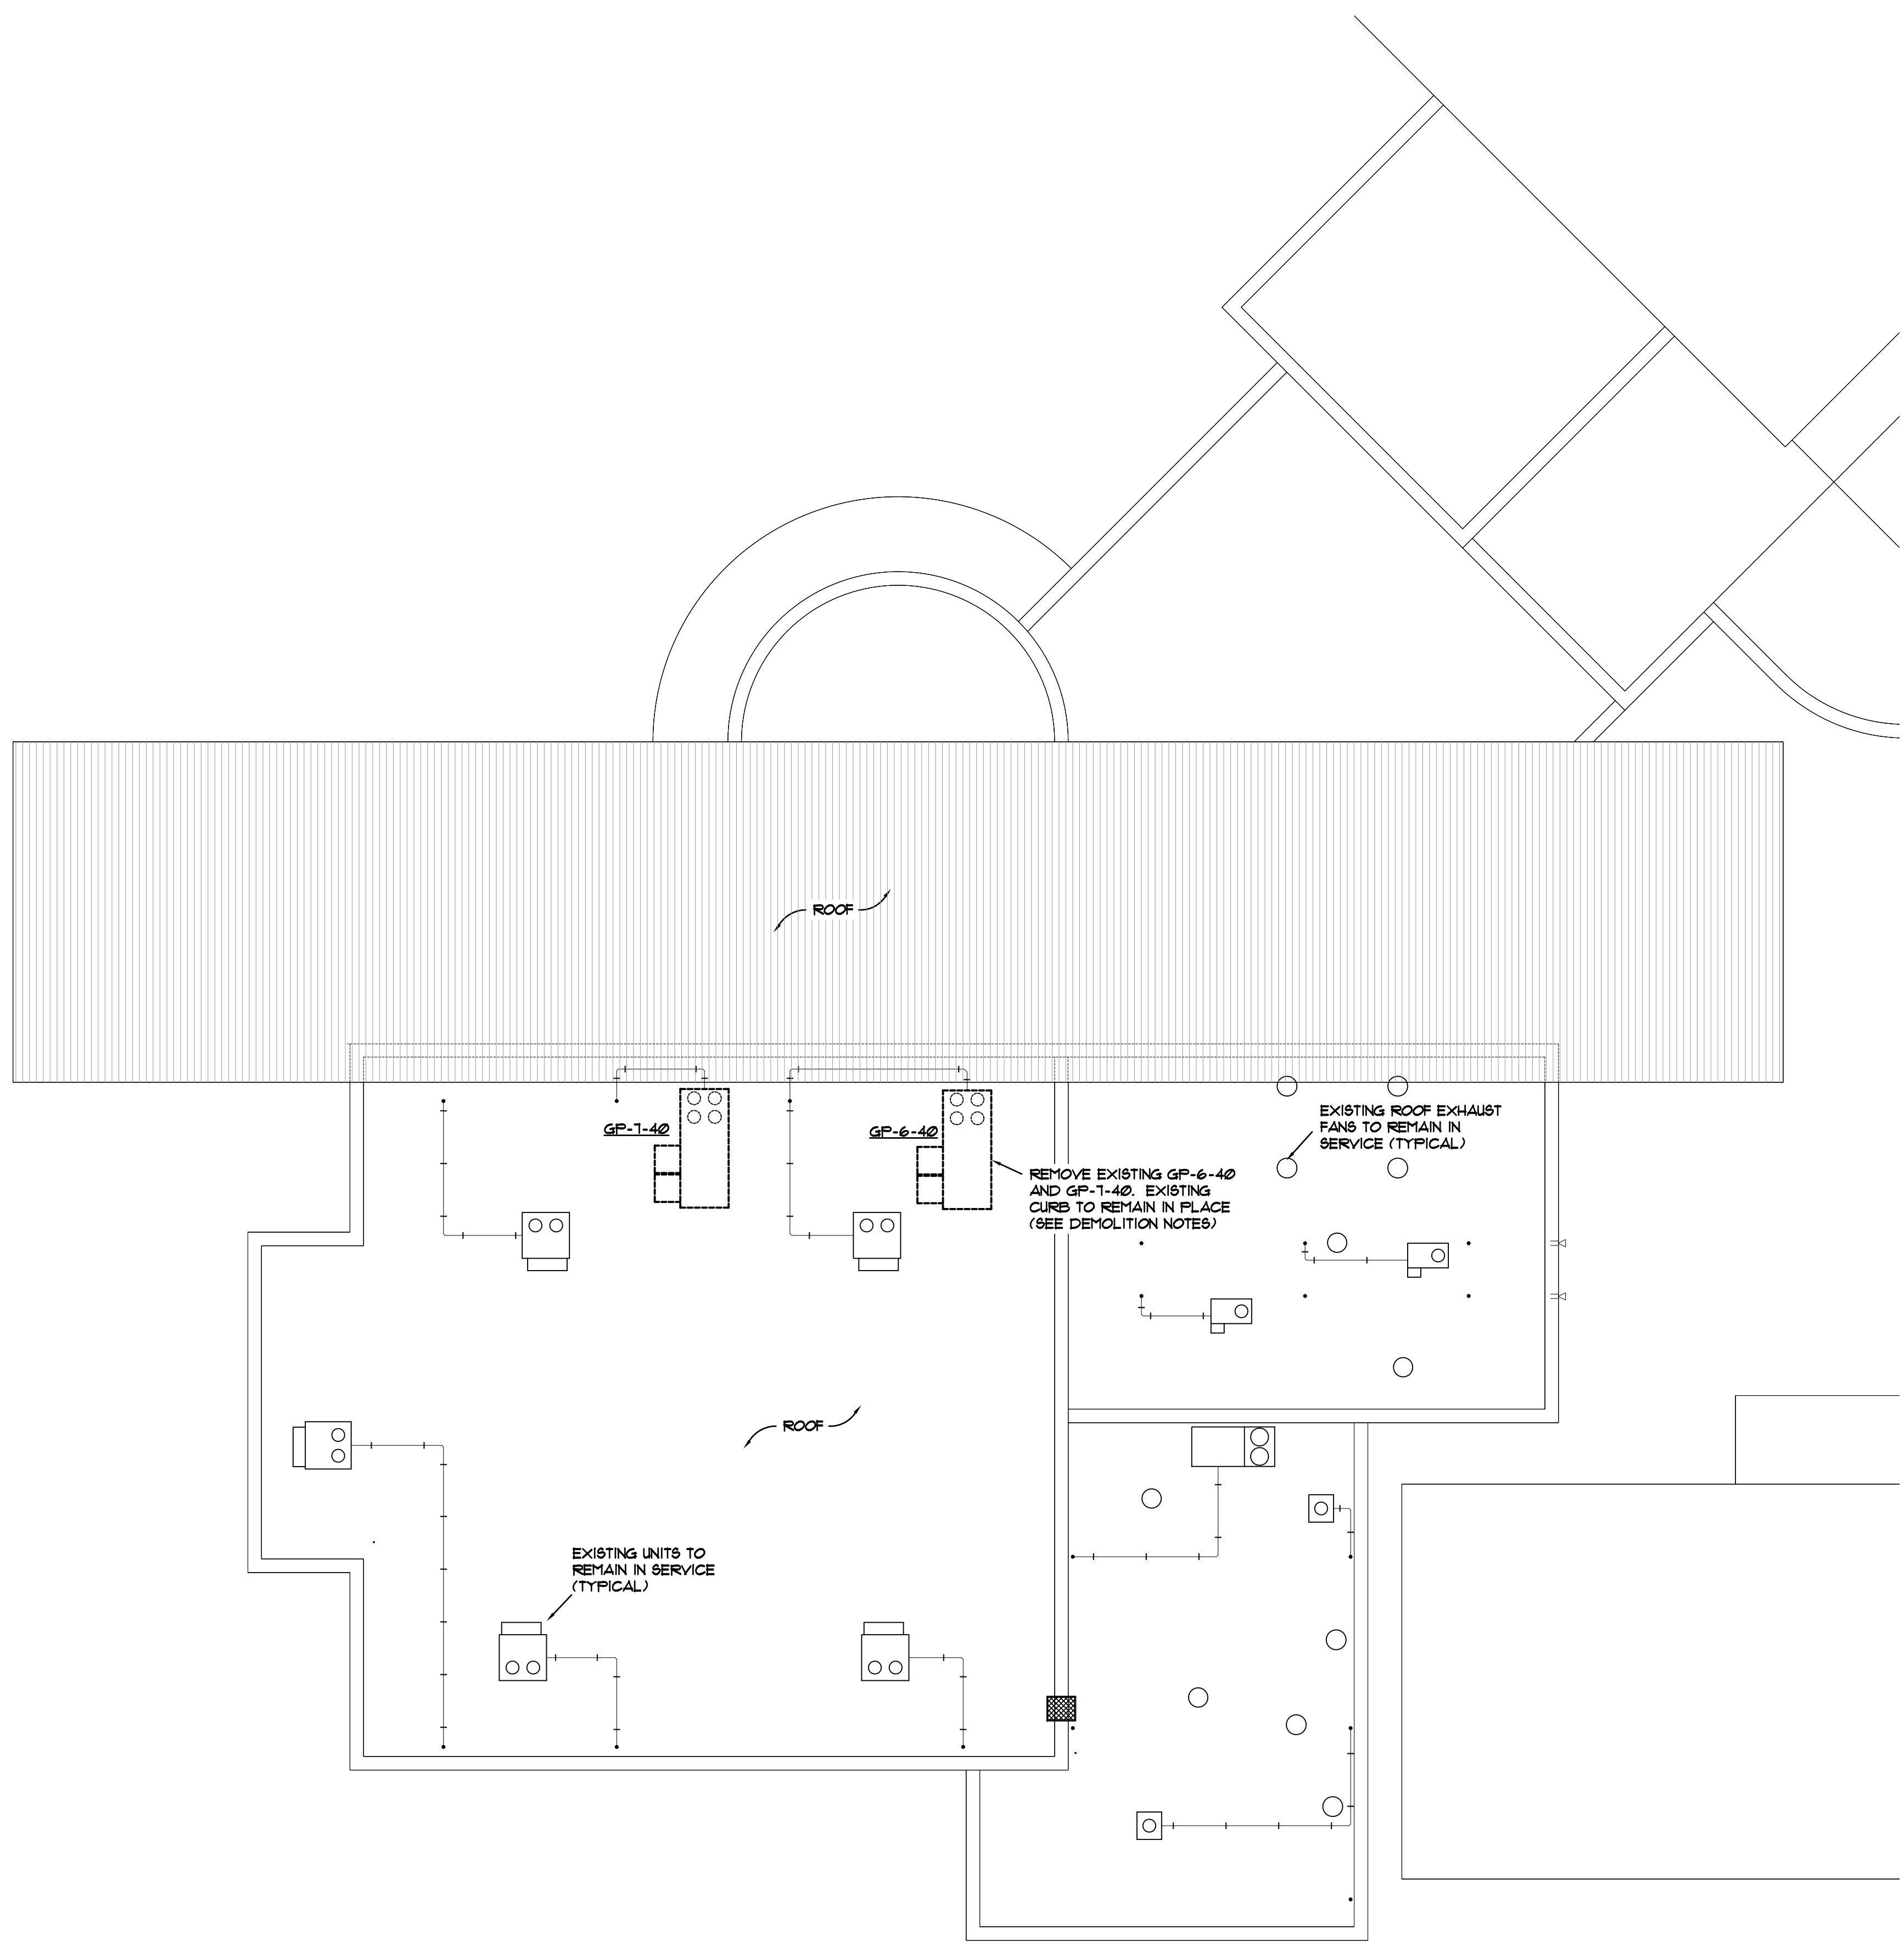 ROOF
EXISTING ROOF EXHAUST
FANS TO REMAIN IN
SERVICE (TYPICAL)
GP-7-40
GP-6-40
REMOVE EXISTING GP-6-40
AND GP-7-40. EXISTING
CURB TO REMAIN IN PLACE
(SEE DEMOLITION NOTES)
ROOF
EXISTING UNITS TO
REMAIN IN SERVICE
(TYPICAL)